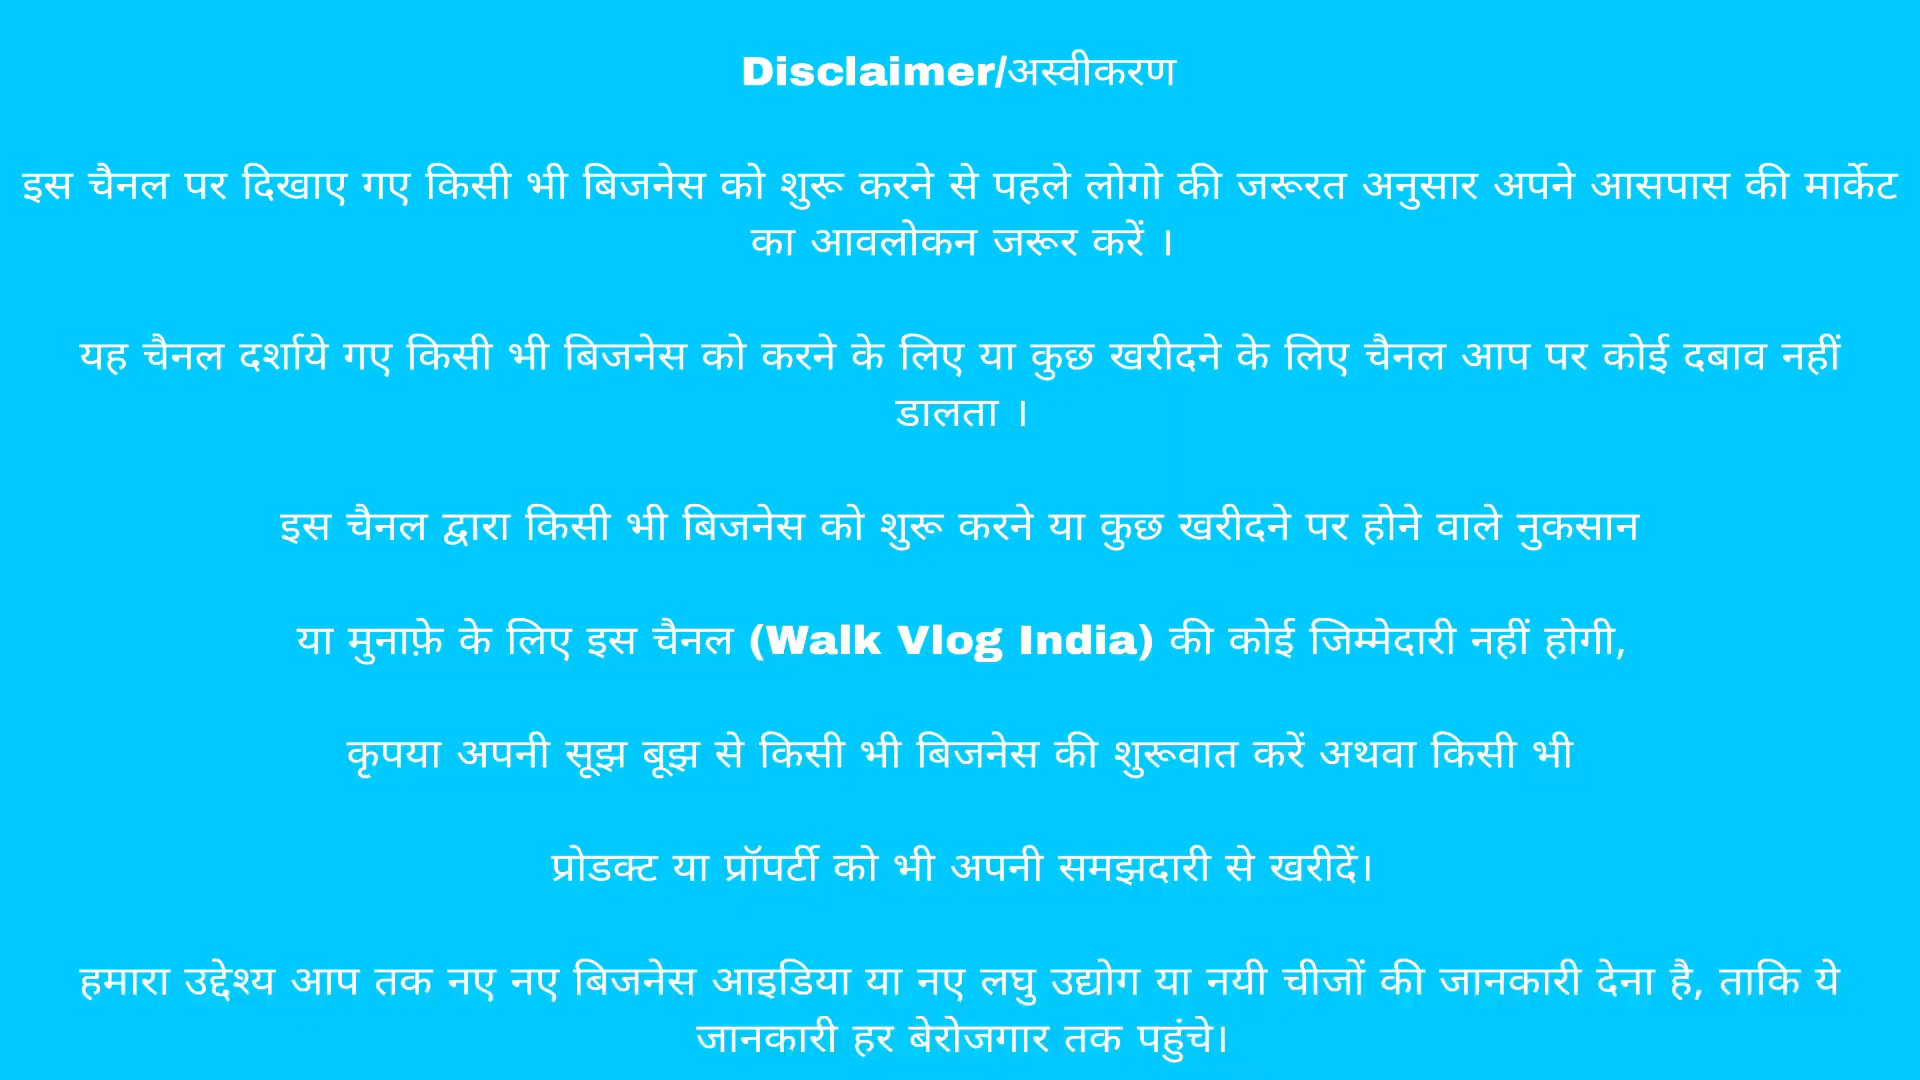 Disclaimer/अस्वीकरण
इस चैनल पर दिखाए गए किसी भी बिजनेस को शुरू करने से पहले लोगो की जरूरत अनुसार अपने आसपास की मार्केट
का आवलोकन जरूर करें ।
यह चैनल दर्शाये गए किसी भी बिजनेस को करने के लिए या कुछ खरीदने के लिए चैनल आप पर कोई दबाव नहीं
डालता ।
इस चैनल द्वारा किसी भी बिजनेस को शुरू करने या कुछ खरीदने पर होने वाले नुकसान
या मुनाफ़े के लिए इस चैनल (Walk Vlog India) की कोई जिम्मेदारी नहीं होगी,
कृपया अपनी सूझ बूझ से किसी भी बिजनेस की शुरूवात करें अथवा किसी भी
प्रोडक्ट या प्रॉपर्टी को भी अपनी समझदारी से खरीदें।
हमारा उद्देश्य आप तक नए नए बिजनेस आइडिया या नए लघु उद्योग या नयी चीजों की जानकारी देना है, ताकि ये
जानकारी हर बेरोजगार तक पहुंचे।